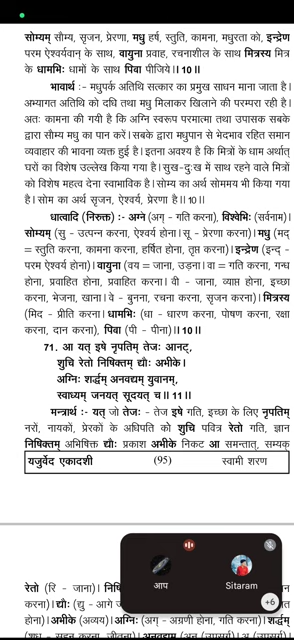 सोम्यम् सौम्य, सृजन, प्रेरणा, मधु हर्ष, स्तुति, कामना, मधुरता को, इन्द्रेण
परम ऐश्वर्यवान् के साथ, वायुना प्रवाह, रचनाशील के साथ मित्रस्य मित्र
के धामभिः धामों के साथ पिवा पीजिये।। 10 ॥
भावार्थ :- मधुपर्क अतिथि सत्कार का प्रमुख साघन माना जाता है।
अभ्यागत अतिथि को दधि तथा मधु मिलाकर खिलाने की परम्परा रही है।
अतः कामना की गयी है कि अग्नि स्वरूप परमात्मा तथा उपासक सबके
द्वारा सौम्य मधु का पान करें। सबके द्वारा मधुपान से भेदभाव रहित समान
व्यवाहार की भावना व्यक्त हुई है। इतना अवश्य है कि मित्रों के धाम अर्थात्
घरों का विशेष उल्लेख किया गया है। सुख-दुःख में साथ रहने वाले मित्रों
को विशेष महत्व देना स्वाभाविक है। सोम्य का अर्थ सोममय भी किया गया
है। सोम का अर्थ सृजन, ऐश्वर्य, प्रेरणा है।। 10॥
धात्वादि (निरुक्त) :- अग्ने (अग् - गति करना), विश्वेभिः (सर्वनाम)।
सोम्यम् (सु - उत्पन्न करना, ऐश्वर्य होना। सू - प्रेरणा करना)। मधु (मद्
= स्तुति करना, कामना करना, हर्षित होना, तृप्त करना)। इन्द्रेण (इन्द् -
परम ऐश्वर्य होना)। वायुना (वय = जाना, उड़ना। वा = गति करना, गन्ध
होना, प्रवाहित होना, प्रवाहित करना। वी - जाना, व्याप्त होना, इच्छा
करना, भेजना, खाना। वे - बुनना, रचना करना, सृजन करना)। मित्रस्य
(मिद - प्रीति करना। धामभिः (धा - धारण करना, पोषण करना, रक्षा
करना, दान करना), पिवा (पी - पीना)।। 10 ॥
71. आ यत् इषे नृपतिम् तेजः आनट्,
शुचि रेतो निषिक्तम् द्यौः अभीके।
अग्निः शर्द्धम् अनवद्यम् युवानम्,
स्वाध्यम् जनयत् सूदयत् च॥ 11॥
मन्त्रार्थ :- यत् जो तेजः - तेज इषे गति, इच्छा के लिए नृपतिम्
नरों, नायकों, प्रेरकों के अधिपति को शुचि पवित्र रेतो गति, ज्ञान
निषिक्तम् अभिषिक्त द्यौः प्रकाश अभीके निकट आ समन्तात्, सम्यक्
यजुर्वेद एकादशी (95) स्वामी शरण
रेतो (रि - जाना)। निषि
करना)। द्यौः (द्यु - आगे
होना)। अभीके (अव्यय)। अग्निः (अग् - अग्रणी होना, गति करना)। शर्द्धम्
आप
Sitaram
+6